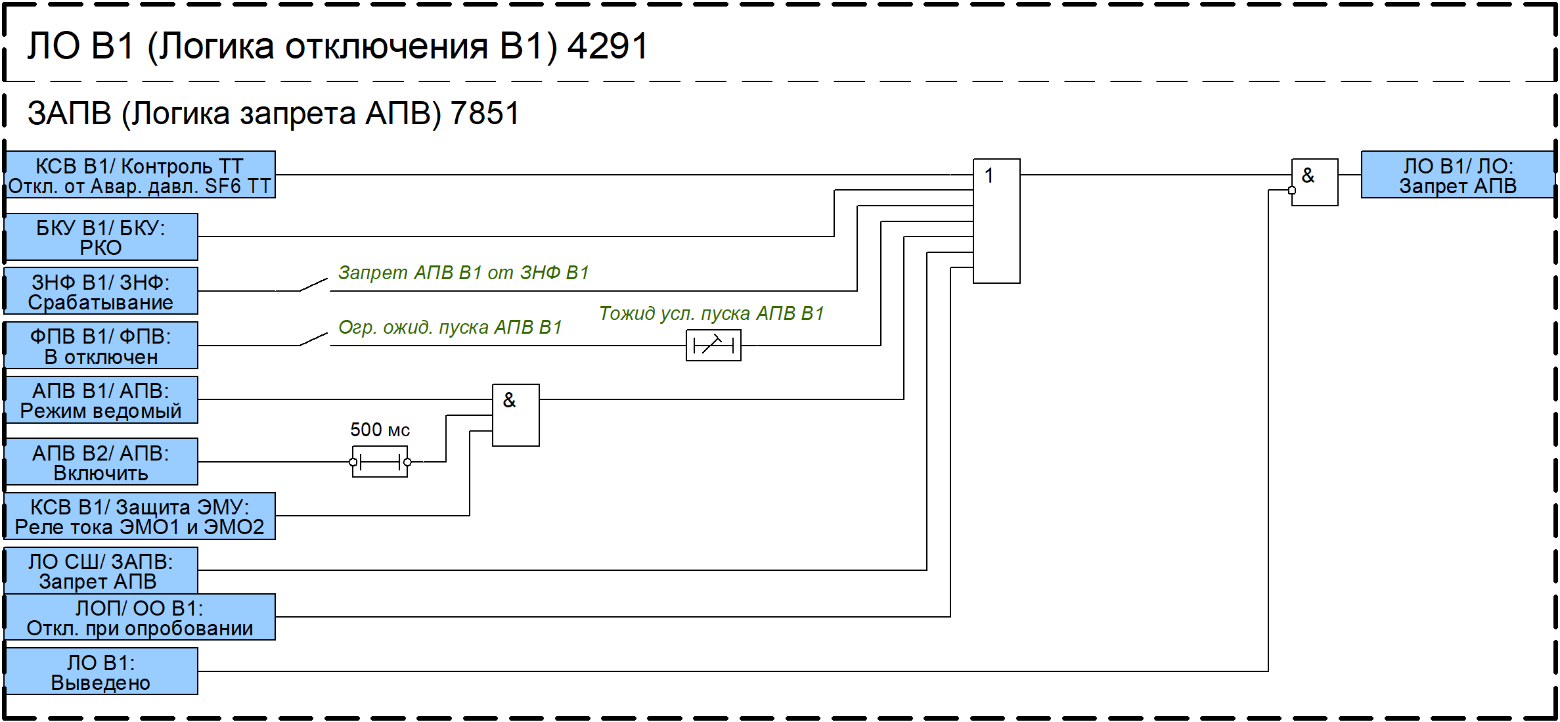 ЛО В1 (Логика отключения В1) 4291
ЗАПВ (Логика запрета АПВ) 7851
КСВ В1/ Контроль ТТ
Откл. от Авар. давл. SF6 ТТ
1
&
ЛО В1/ ЛО:
Запрет АПВ
БКУ В1/ БКУ:
РКО
ЗНФ В1/ ЗНФ:
Срабатывание
Запрет АПВ В1 от ЗНФ В1
ФПВ В1/ ФПВ:
В отключен
Огр. ожид. пуска АПВ В1
Тожид усл. пуска АПВ В1
АПВ В1/ АПВ:
Режим ведомый
&
АПВ В2/ АПВ:
Включить
500 мс
КСВ В1/ Защита ЭМУ:
Реле тока ЭМО1 и ЭМО2
ЛО СШ/ ЗАПВ:
Запрет АПВ
ЛОП/ ОО В1:
Откл. при опробовании
ЛО В1:
Выведено